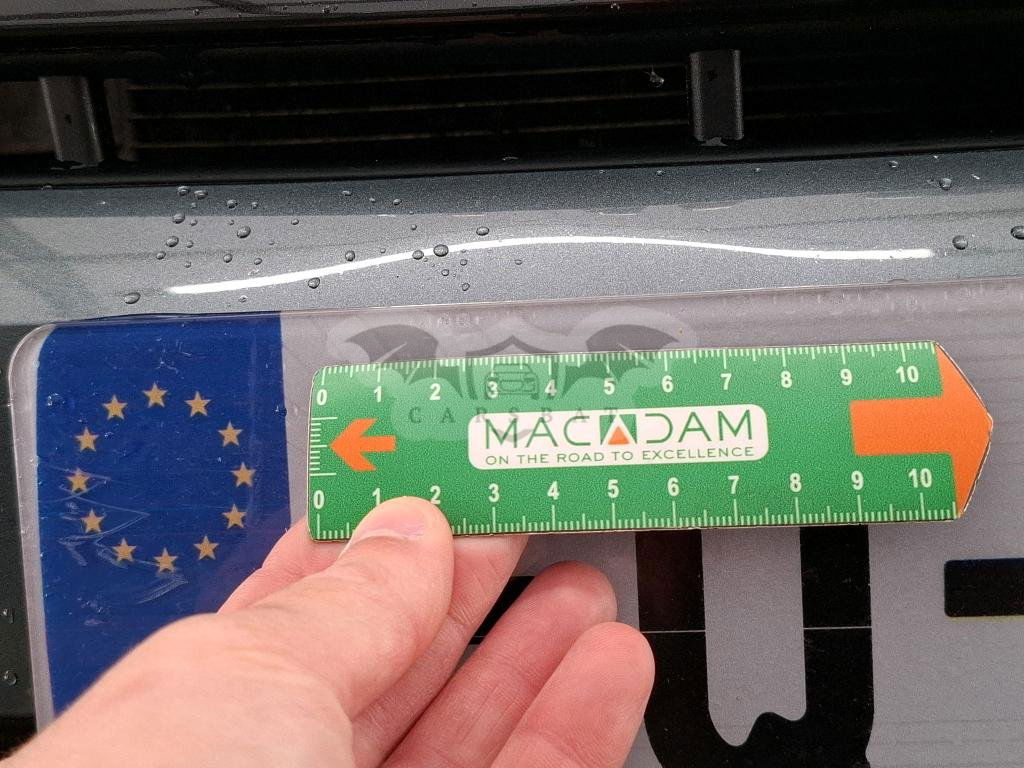 0 1 2 3 4 5 6 7 8 9 10
CARSBAT
MACADAM
ON THE ROAD TO EXCELLENCE
0 1 2 3 4 5 6 7 8 9 10